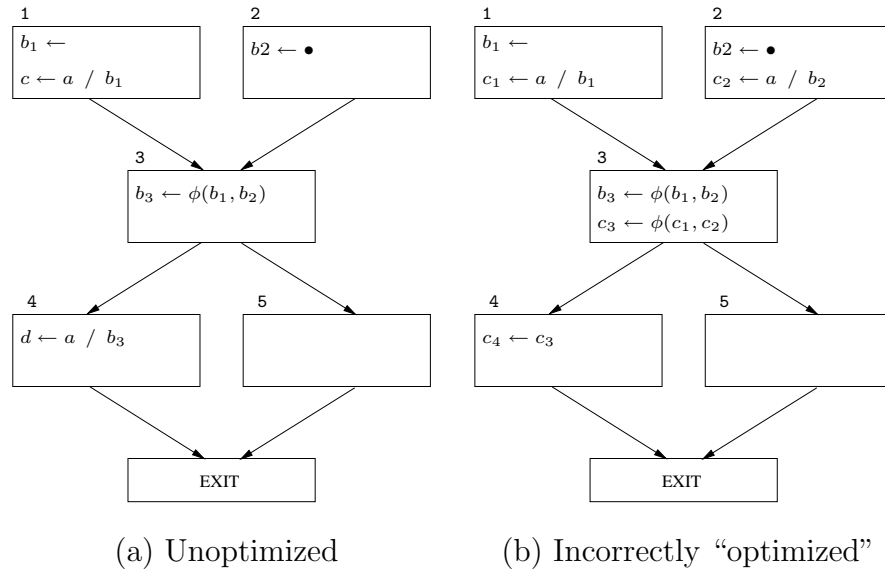 1
b₁ ←
c ← a / b₁
2
b2 ← •
3
b₃ ← ϕ(b₁, b₂)
4
d ← a / b₃
5
EXIT
(a) Unoptimized
1
b₁ ←
c₁ ← a / b₁
2
b2 ← •
c₂ ← a / b₂
3
b₃ ← ϕ(b₁, b₂)
c₃ ← ϕ(c₁, c₂)
4
c₄ ← c₃
5
EXIT
(b) Incorrectly “optimized”